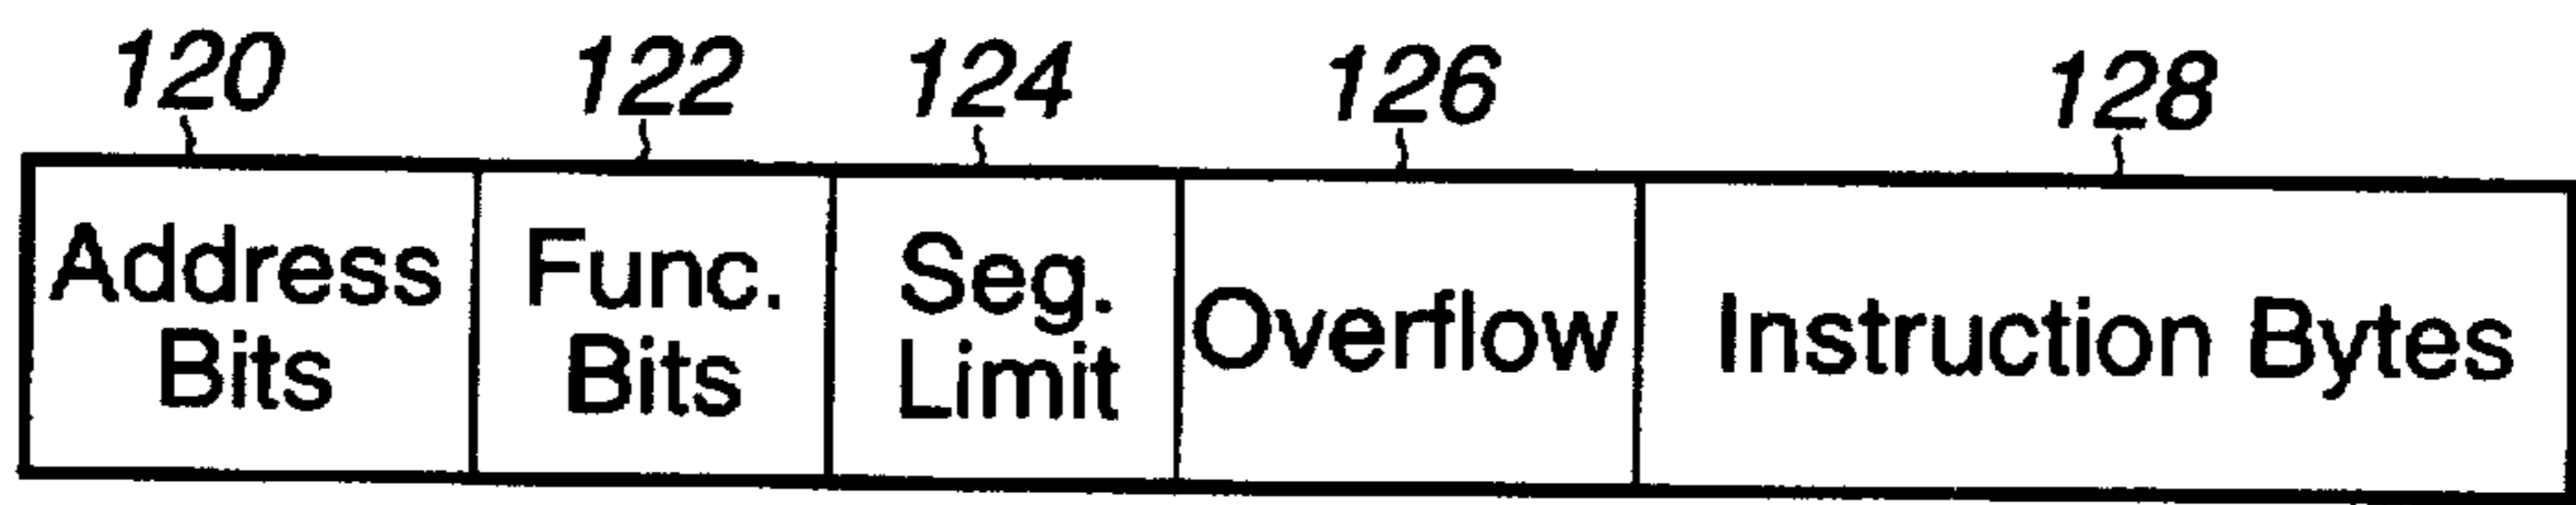 120 122 124 126 128
Address Bits
Func. Bits
Seg. Limit
Overflow
Instruction Bytes